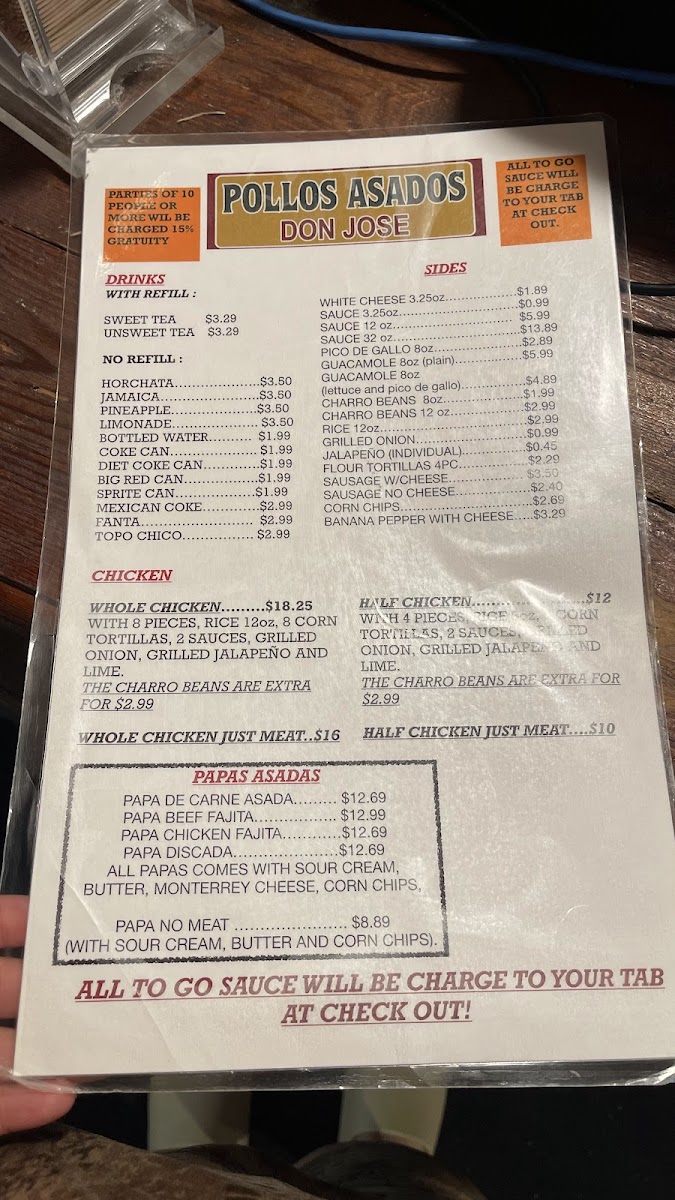 PARTIES OF 10
PEOPLE OR
MORE WIL BE
CHARGED 15%
GRATUITY
POLLOS ASADOS
DON JOSE
ALL TO GO
SAUCE WILL
BE CHARGE
TO YOUR TAB
AT CHECK
OUT.
DRINKS
WITH REFILL :
SWEET TEA $3.29
UNSWEET TEA $3.29
NO REFILL :
HORCHATA......................$3.50
JAMAICA.........................$3.50
PINEAPPLE.....................$3.50
LIMONADE...................... $3.50
BOTTLED WATER.......... $1.99
COKE CAN.......................$1.99
DIET COKE CAN..............$1.99
BIG RED CAN...................$1.99
SPRITE CAN....................$1.99
MEXICAN COKE..............$2.99
FANTA............................ $2.99
TOPO CHICO.................. $2.99
SIDES
WHITE CHEESE 3.25oz..................$1.89
SAUCE 3.25oz..............................$0.99
SAUCE 12 oz.............................. $5.99
SAUCE 32 oz................................$13.89
PICO DE GALLO 8oz......................$2.89
GUACAMOLE 8oz (plain).................$5.99
GUACAMOLE 8oz
(lettuce and pico de gallo)................$4.89
CHARRO BEANS 8oz.....................$1.99
CHARRO BEANS 12 oz...................$2.99
RICE 12oz.....................................$2.99
GRILLED ONION............................$0.99
JALAPEÑO (INDIVIDUAL)................$0.45
FLOUR TORTILLAS 4PC.................$2.29
SAUSAGE W/CHEESE....................$3.50
SAUSAGE NO CHEESE...................$2.40
CORN CHIPS.................................$2.69
BANANA PEPPER WITH CHEESE.....$3.29
CHICKEN
WHOLE CHICKEN.........$18.25
WITH 8 PIECES, RICE 12oz, 8 CORN
TORTILLAS, 2 SAUCES, GRILLED
ONION, GRILLED JALAPEÑO AND
LIME.
THE CHARRO BEANS ARE EXTRA
FOR $2.99
WHOLE CHICKEN JUST MEAT..$16
HALF CHICKEN........................$12
WITH 4 PIECES, RICE CORN
TORTILLAS, 2 SAUCES, GRILLED
ONION, GRILLED JALAPEÑO AND
LIME.
THE CHARRO BEANS ARE EXTRA FOR
$2.99
HALF CHICKEN JUST MEAT....$10
PAPAS ASADAS
PAPA DE CARNE ASADA......... $12.69
PAPA BEEF FAJITA................. $12.99
PAPA CHICKEN FAJITA............$12.69
PAPA DISCADA......................$12.69
ALL PAPAS COMES WITH SOUR CREAM,
BUTTER, MONTERREY CHEESE, CORN CHIPS,
PAPA NO MEAT ....................... $8.89
(WITH SOUR CREAM, BUTTER AND CORN CHIPS).
ALL TO GO SAUCE WILL BE CHARGE TO YOUR TAB
AT CHECK OUT!